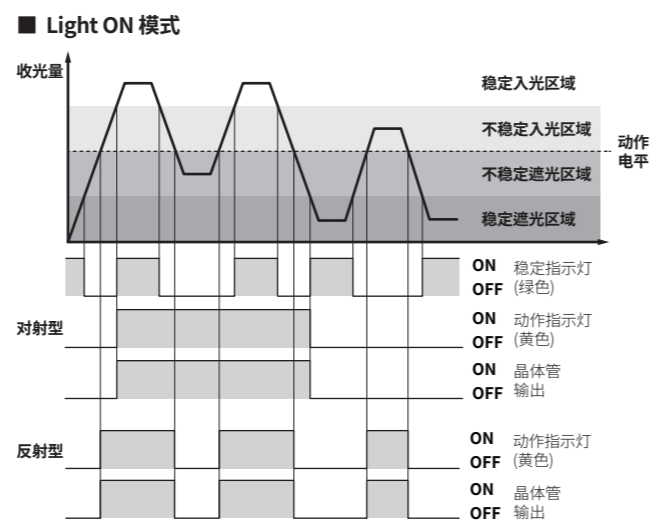 ■ Light ON 模式
收光量
稳定入光区域
不稳定入光区域
动作
电平
不稳定遮光区域
稳定遮光区域
ON 稳定指示灯
OFF (绿色)
对射型
ON 动作指示灯
OFF (黄色)
ON 晶体管
OFF 输出
反射型
ON 动作指示灯
OFF (黄色)
ON 晶体管
OFF 输出